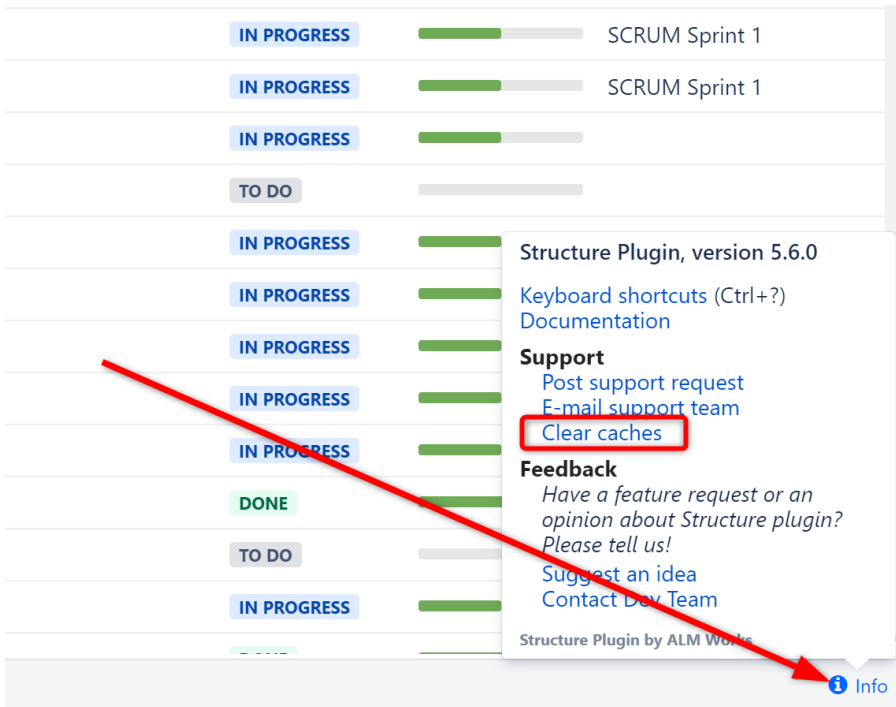 IN PROGRESS SCRUM Sprint 1
IN PROGRESS SCRUM Sprint 1
IN PROGRESS
TO DO
IN PROGRESS
IN PROGRESS
IN PROGRESS
IN PROGRESS
IN PROGRESS
DONE
TO DO
IN PROGRESS
Structure Plugin, version 5.6.0
Keyboard shortcuts (Ctrl+?)
Documentation
Support
Post support request
E-mail support team
Clear caches
Feedback
Have a feature request or an
opinion about Structure plugin?
Please tell us!
Suggest an idea
Contact Dev Team
Structure Plugin by ALM Works
Info